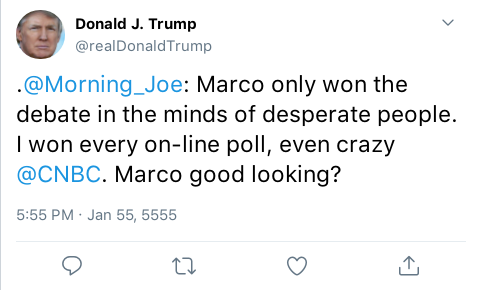 Donald J. Trump
@realDonaldTrump
.@Morning_Joe: Marco only won the
debate in the minds of desperate people.
I won every on-line poll, even crazy
@CNBC. Marco good looking?
5:55 PM · Jan 55, 5555